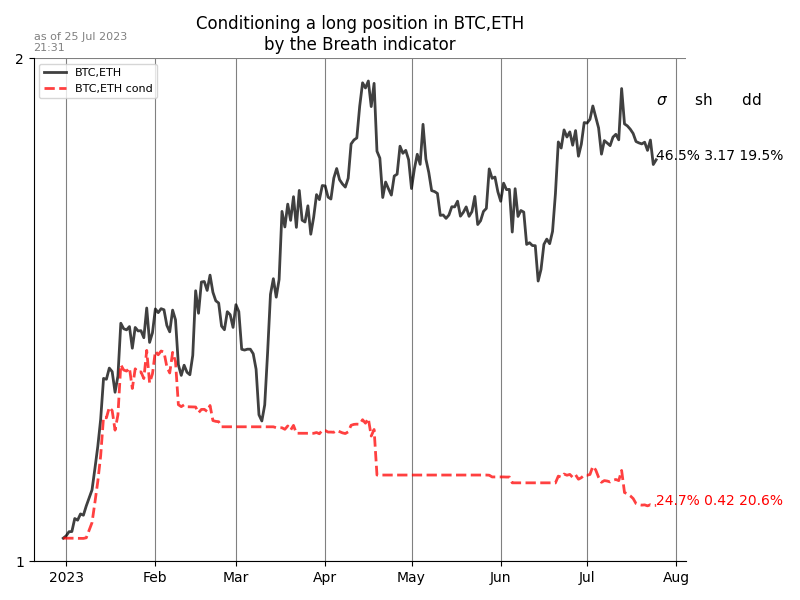 Conditioning a long position in BTC,ETH
by the Breath indicator
as of 25 Jul 2023
21:31
2
BTC,ETH
BTC,ETH cond
σ sh dd
46.5% 3.17 19.5%
24.7% 0.42 20.6%
1
2023 Feb Mar Apr May Jun Jul Aug